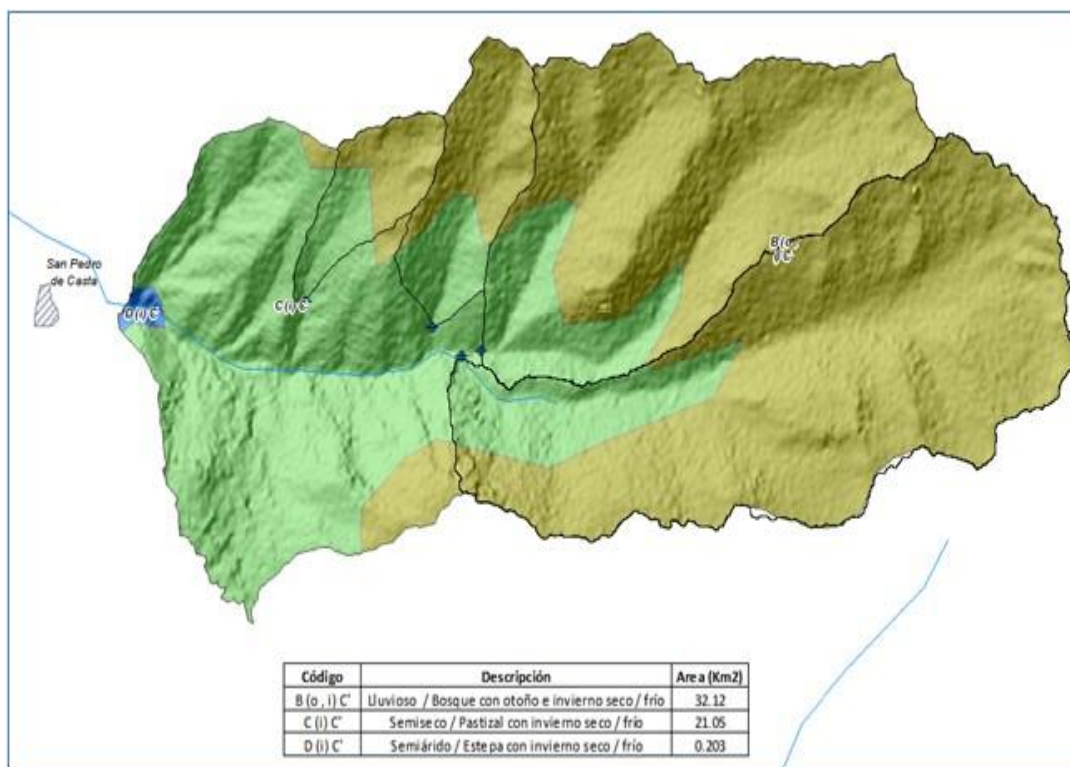 B (o ,
i) C'
San Pedro
de Casta
C (i) C'
D (i) C'
Código Descripción Area (Km2)
B (o , i) C' Lluvioso / Bosque con otoño e invierno seco / frío 32.12
C (i) C' Semiseco / Pastizal con invierno seco / frío 21.05
D (i) C' Semiárido / Estepa con invierno seco / frío 0.203